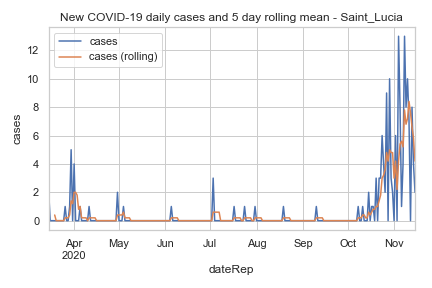 New COVID-19 daily cases and 5 day rolling mean - Saint_Lucia
cases
cases (rolling)
12
10
8
6
4
2
0
cases
Apr May Jun Jul Aug Sep Oct Nov
2020
dateRep